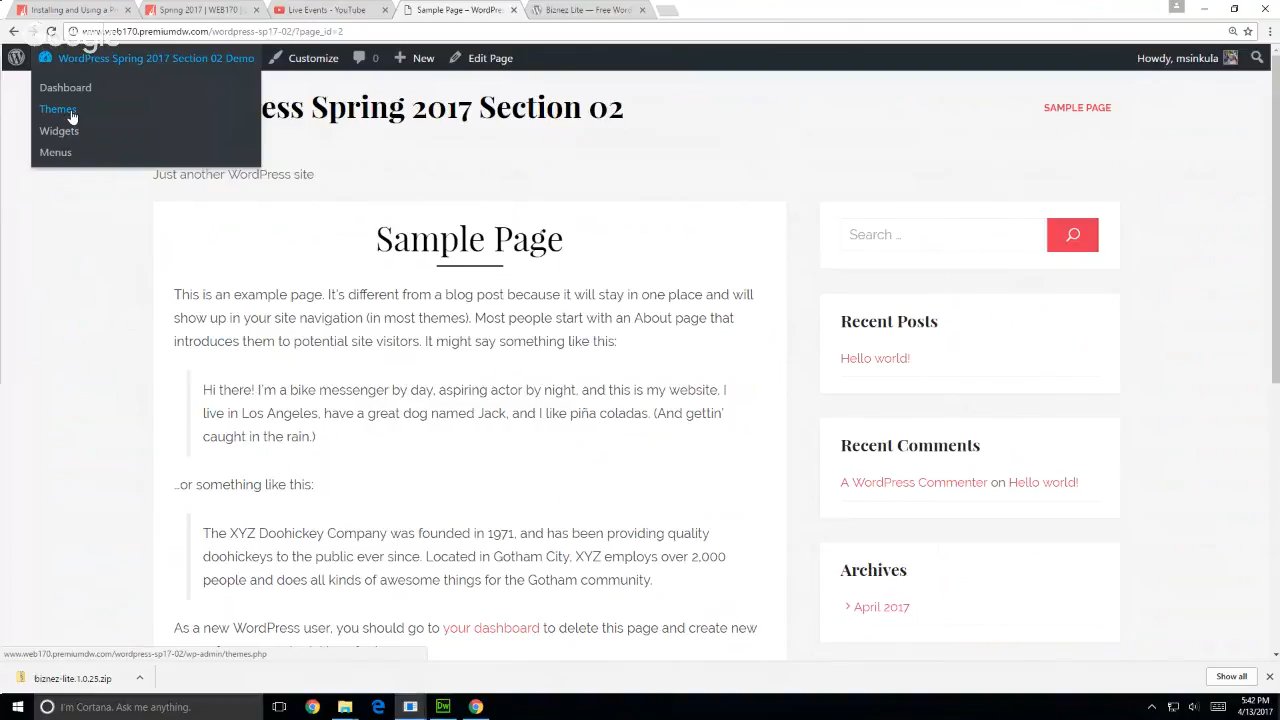 Installing and Using a Pr
Spring 2017 | WEB170 |
Live Events - YouTube
Sample Page – WordPres
Biznez Lite — Free Word
www.web170.premiumdw.com/wordpress-sp17-02/?page_id=2
WordPress Spring 2017 Section 02 Demo
Customize
0
New
Edit Page
Howdy, msinkula
Dashboard
Themes
Widgets
Menus
ess Spring 2017 Section 02
SAMPLE PAGE
Just another WordPress site
Sample Page
This is an example page. It's different from a blog post because it will stay in one place and will
show up in your site navigation (in most themes). Most people start with an About page that
introduces them to potential site visitors. It might say something like this:
Hi there! I'm a bike messenger by day, aspiring actor by night, and this is my website. I
live in Los Angeles, have a great dog named Jack, and I like piña coladas. (And gettin'
caught in the rain.)
…or something like this:
The XYZ Doohickey Company was founded in 1971, and has been providing quality
doohickeys to the public ever since. Located in Gotham City, XYZ employs over 2,000
people and does all kinds of awesome things for the Gotham community.
As a new WordPress user, you should go to your dashboard to delete this page and create new
Search …
Recent Posts
Hello world!
Recent Comments
A WordPress Commenter on Hello world!
Archives
April 2017
www.web170.premiumdw.com/wordpress-sp17-02/wp-admin/themes.php
biznez-lite.1.0.25.zip
Show all
I'm Cortana. Ask me anything.
5:42 PM
4/13/2017